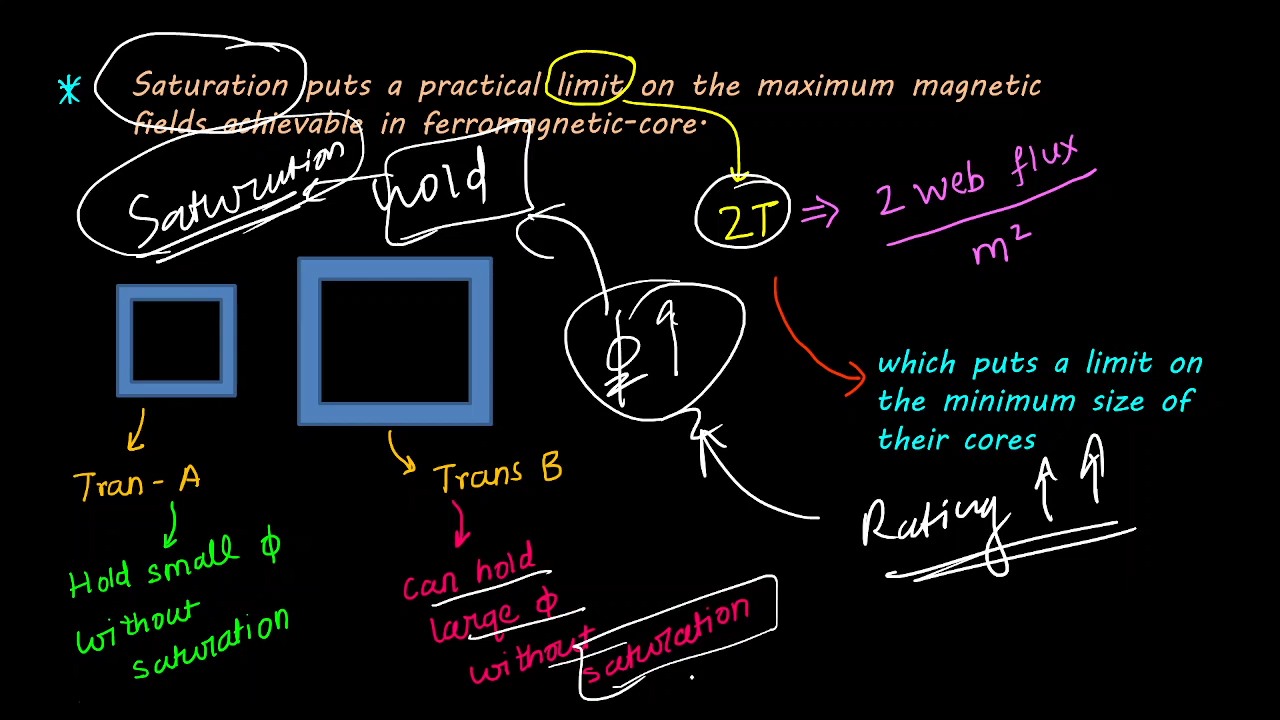 * Saturation puts a practical limit on the maximum magnetic
fields achievable in ferromagnetic-core.
Saturution
hold
2T ⇒ 2 web flux
m²
ϕ ↑
which puts a limit on
the minimum size of
their cores
Rating ↑ ↑
Tran - A
Hold small ϕ
without
saturation
Trans B
can hold
large ϕ
without
saturation